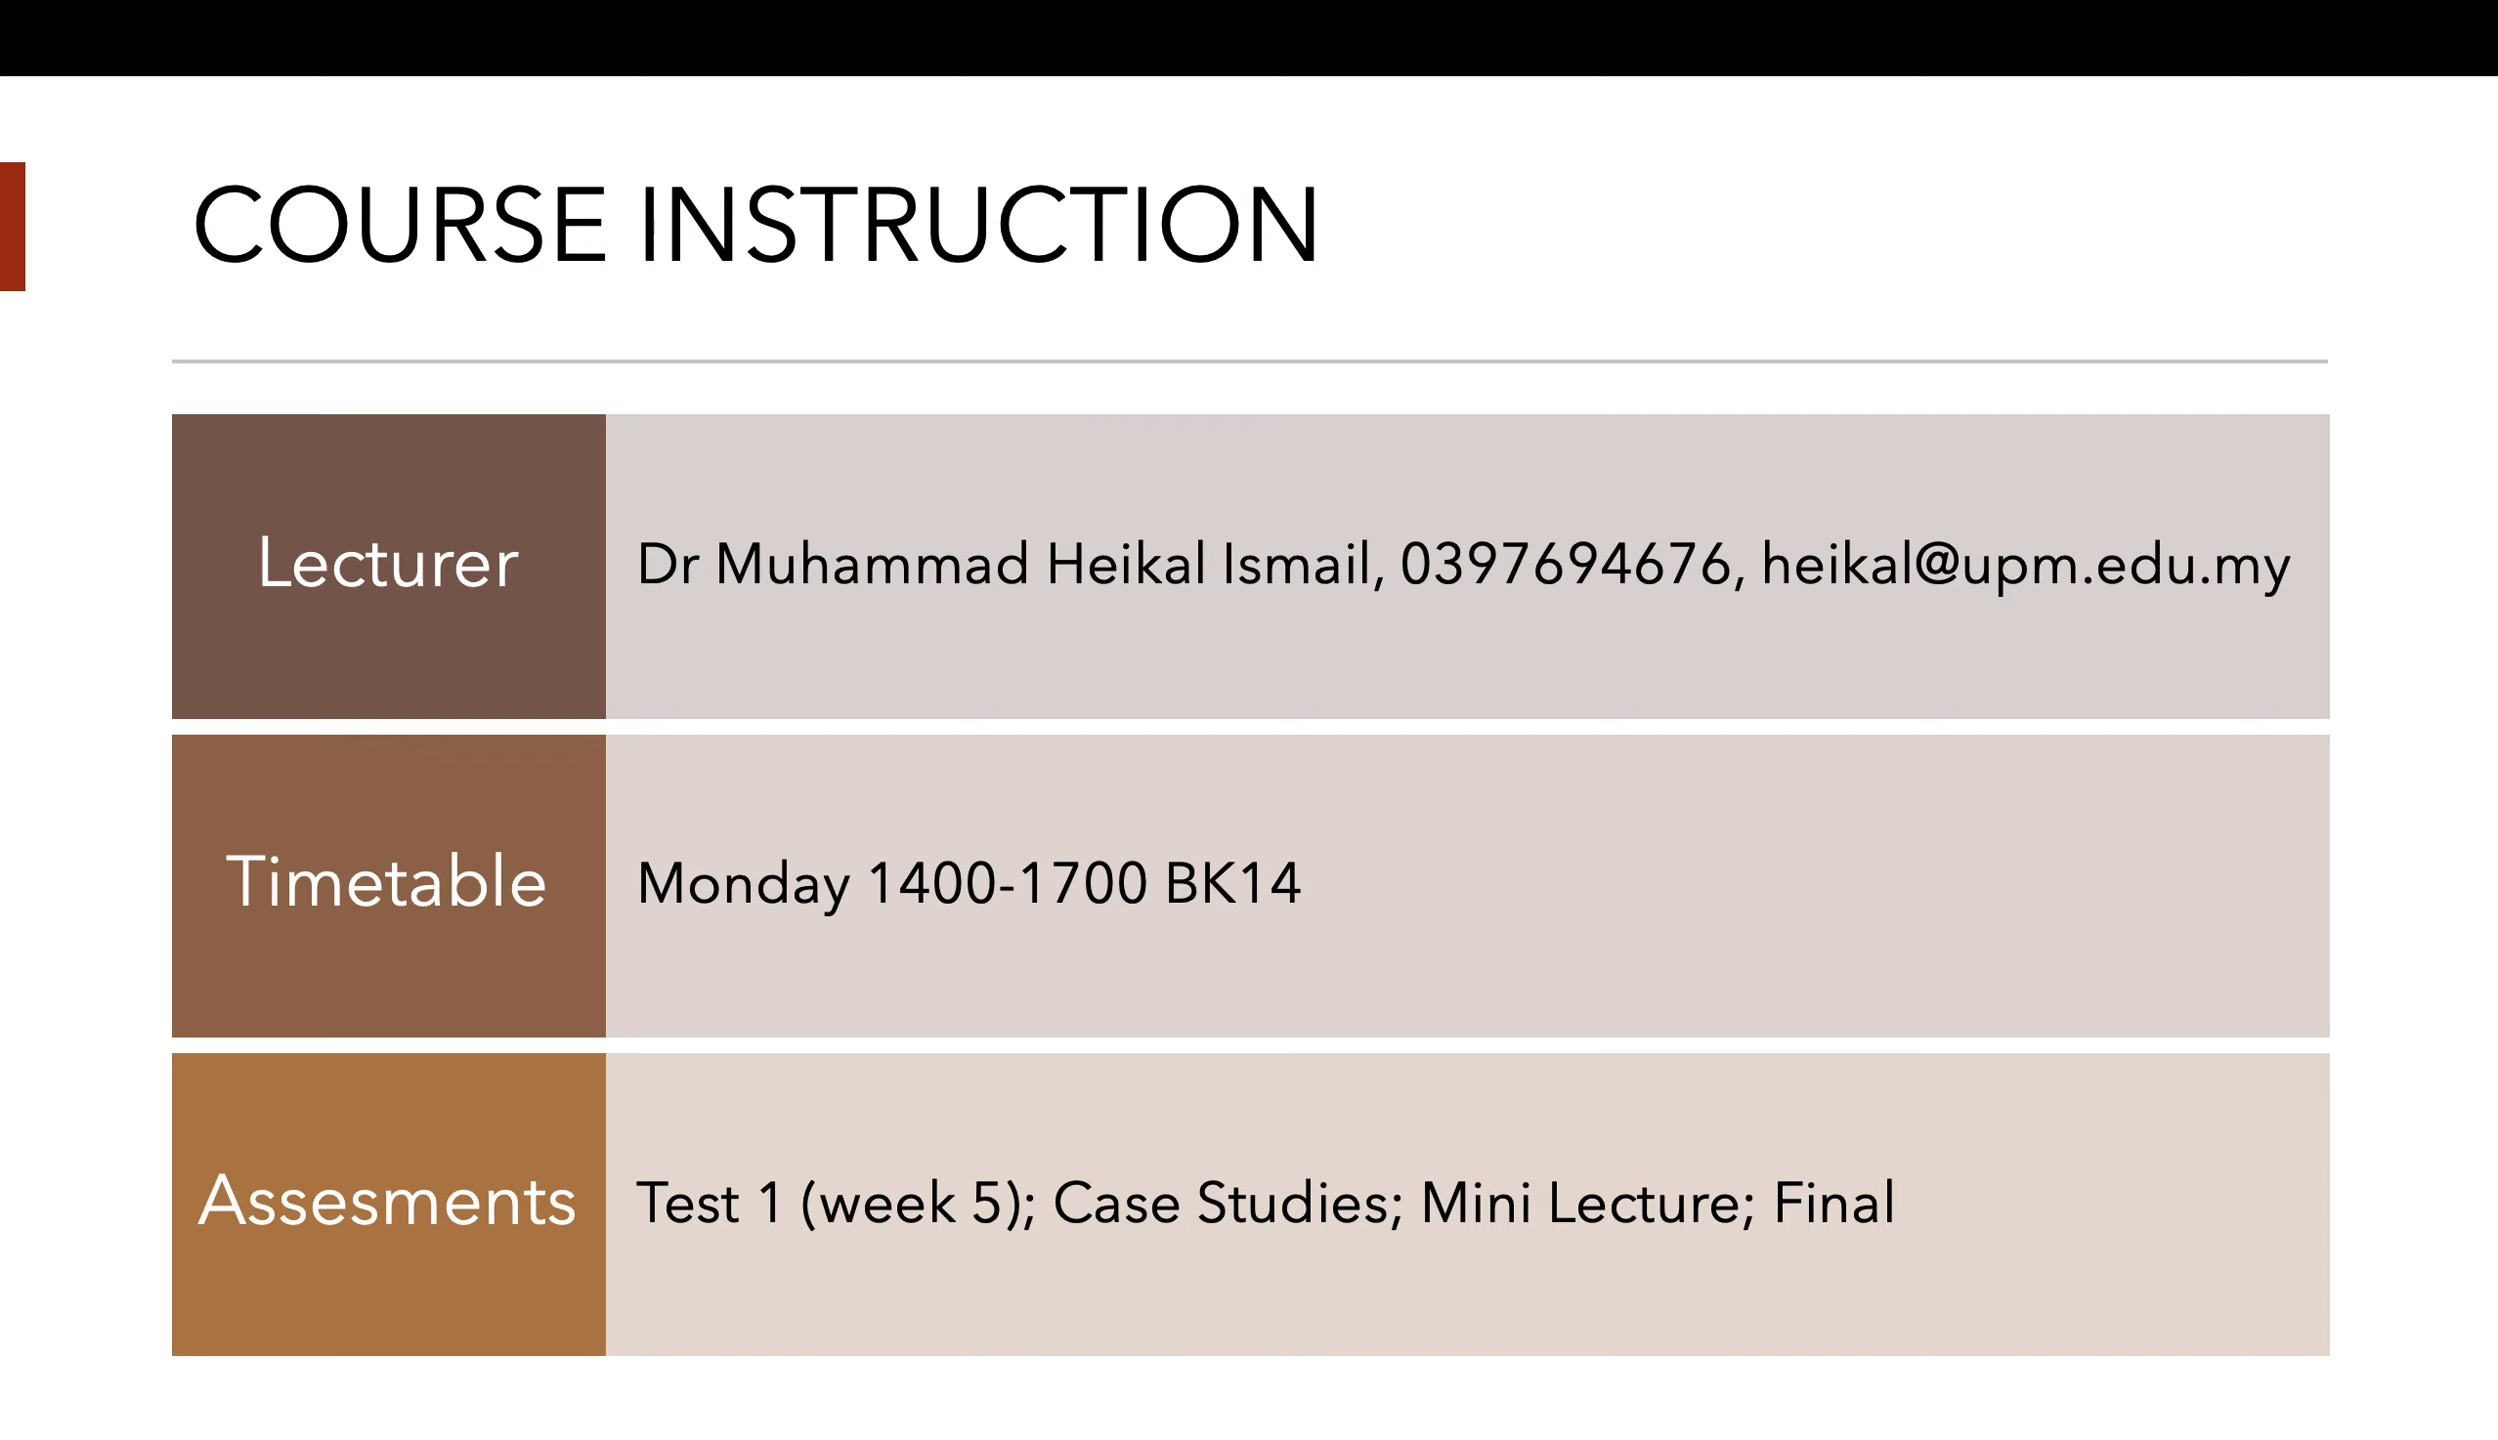 COURSE INSTRUCTION
Lecturer
Dr Muhammad Heikal Ismail, 0397694676, heikal@upm.edu.my
Timetable
Monday 1400-1700 BK14
Assesments
Test 1 (week 5); Case Studies; Mini Lecture; Final